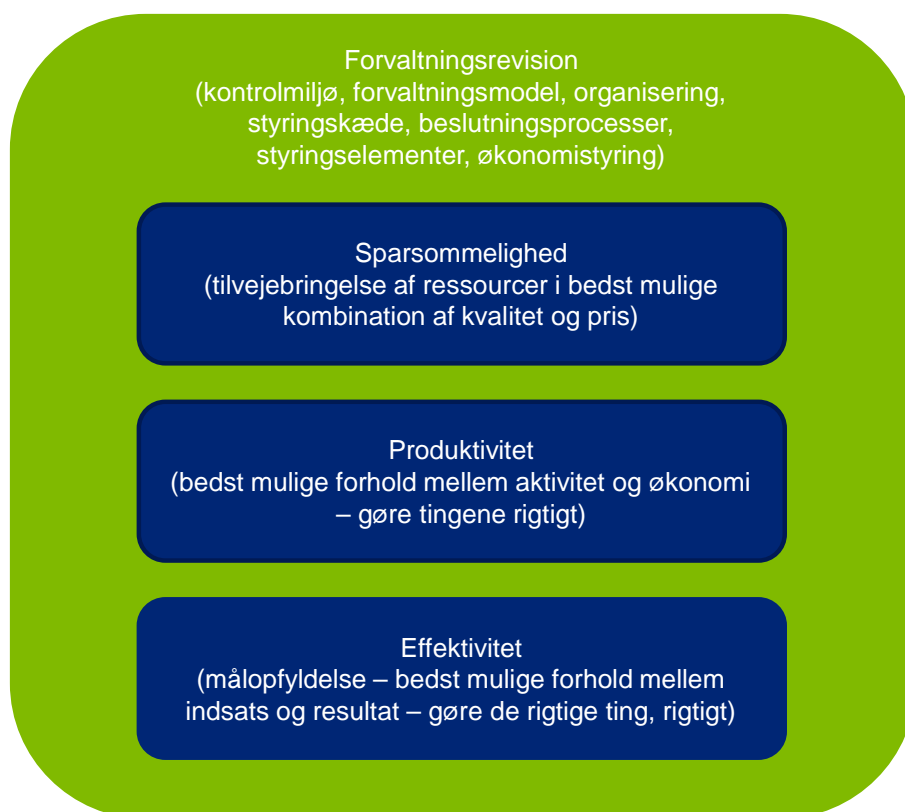 Forvaltningsrevision
(kontrolmiljø, forvaltningsmodel, organisering,
styringskæde, beslutningsprocesser,
styringselementer, økonomistyring)
Sparsommelighed
(tilvejebringelse af ressourcer i bedst mulige
kombination af kvalitet og pris)
Produktivitet
(bedst mulige forhold mellem aktivitet og økonomi
– gøre tingene rigtigt)
Effektivitet
(målopfyldelse – bedst mulige forhold mellem
indsats og resultat – gøre de rigtige ting, rigtigt)